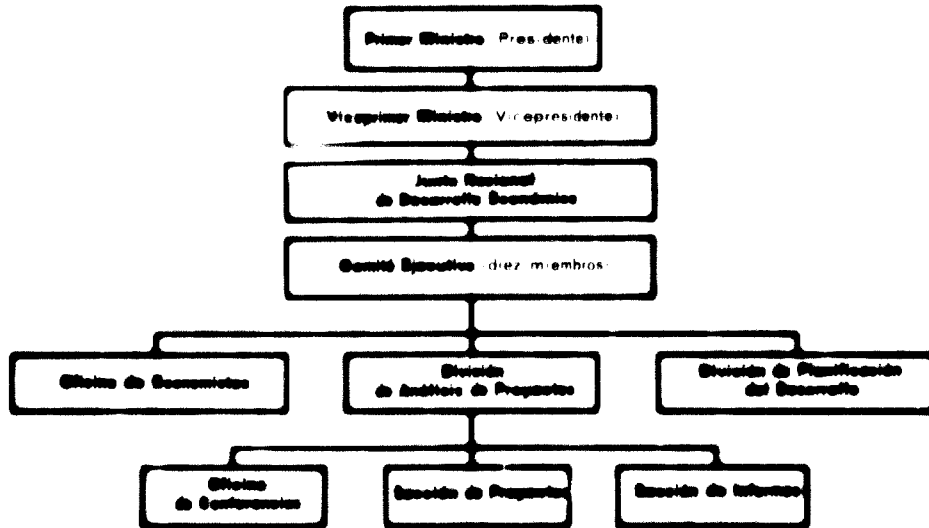 Primer Ministro (Presidente)
Viceprimer Ministro (Vicepresidente)
Junta Nacional
de Desarrollo Económico
Comité Ejecutivo (diez miembros)
Oficina de Economistas
División
de Análisis de Proyectos
División de Planificación
del Desarrollo
Oficina
de Conferencias
Sección de Proyectos
Sección de